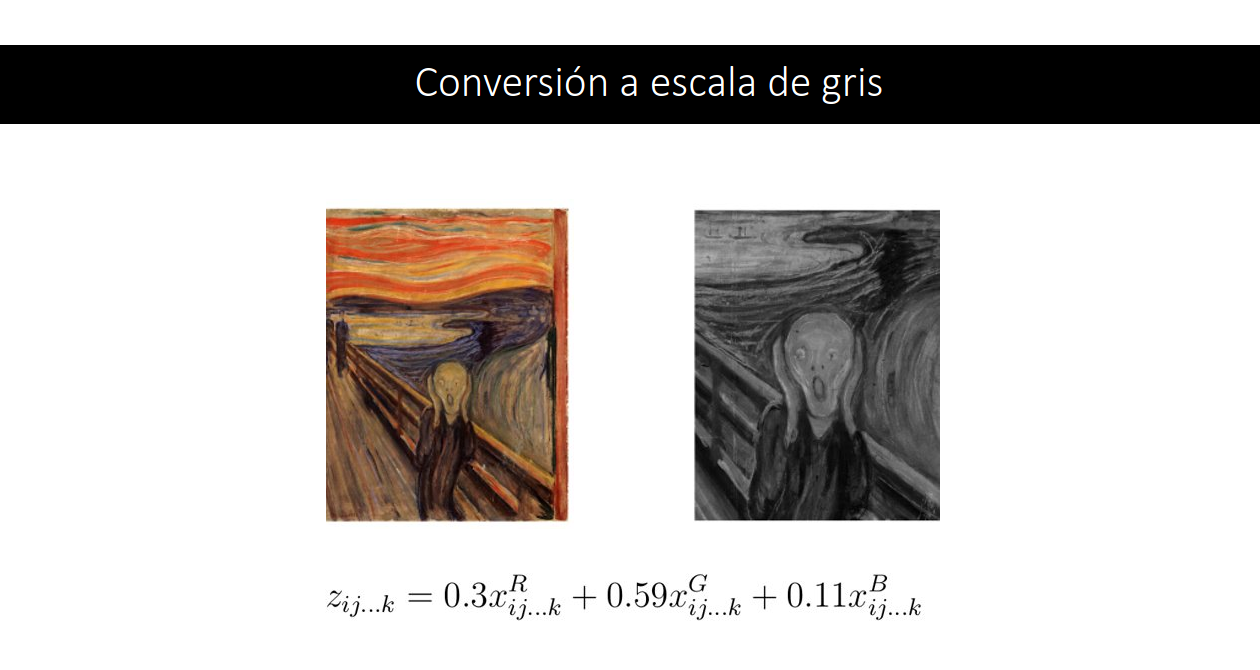 Conversión a escala de gris
z_{ij...k} = 0.3x^R_{ij...k} + 0.59x^G_{ij...k} + 0.11x^B_{ij...k}